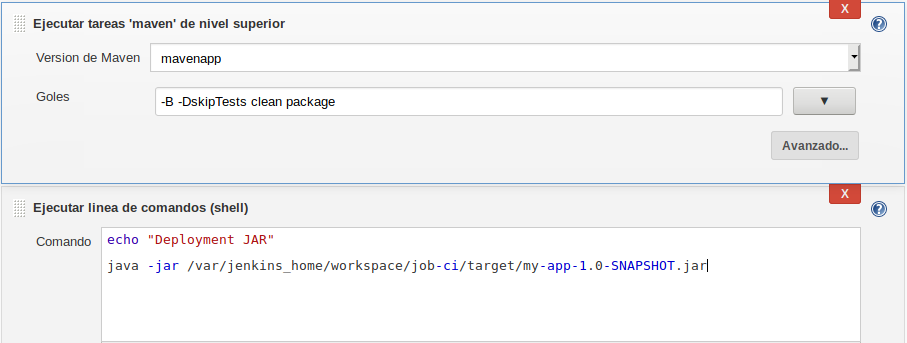 X
Ejecutar tareas 'maven' de nivel superior
Version de Maven mavenapp
Goles -B -DskipTests clean package
Avanzado...
X
Ejecutar linea de comandos (shell)
Comando echo "Deployment JAR"
java -jar /var/jenkins_home/workspace/job-ci/target/my-app-1.0-SNAPSHOT.jar